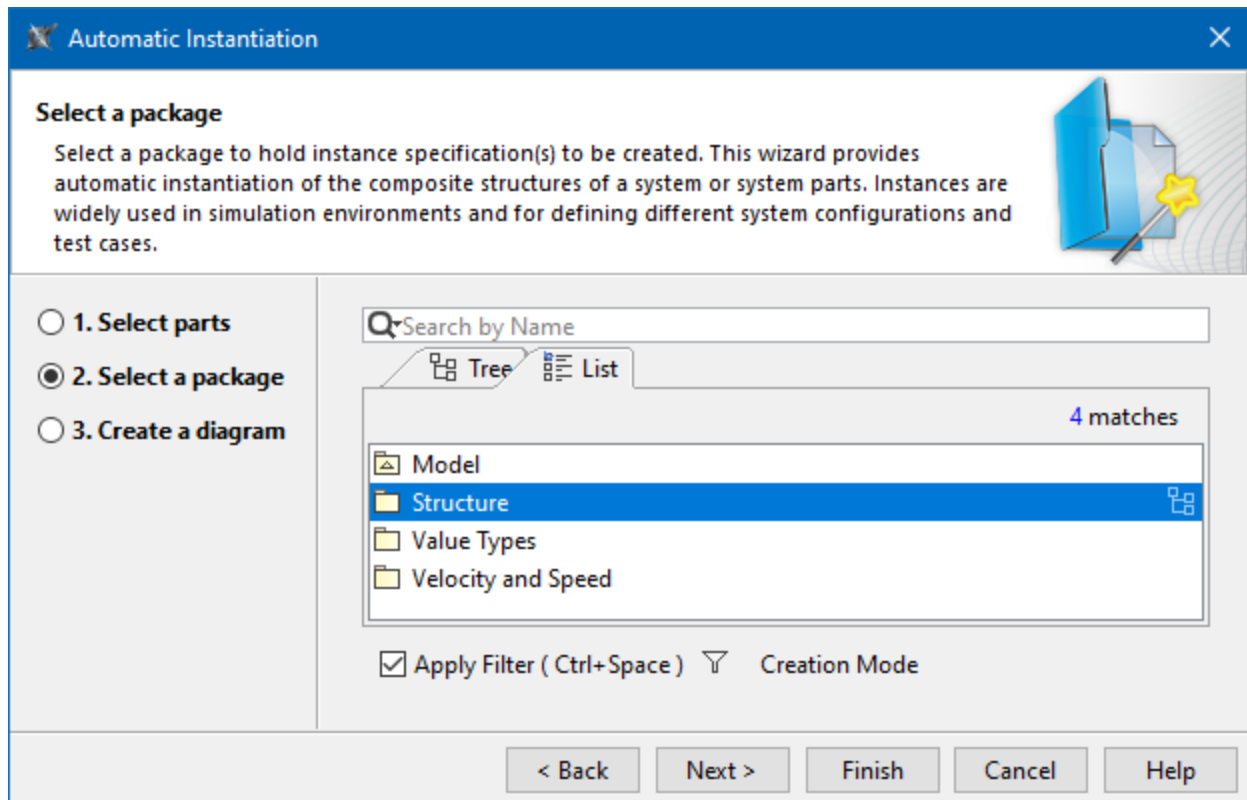 Automatic Instantiation
Select a package
Select a package to hold instance specification(s) to be created. This wizard provides
automatic instantiation of the composite structures of a system or system parts. Instances are
widely used in simulation environments and for defining different system configurations and
test cases.
1. Select parts
2. Select a package
3. Create a diagram
Search by Name
Tree List
4 matches
Model
Structure
Value Types
Velocity and Speed
Apply Filter ( Ctrl+Space ) Creation Mode
< Back Next > Finish Cancel Help